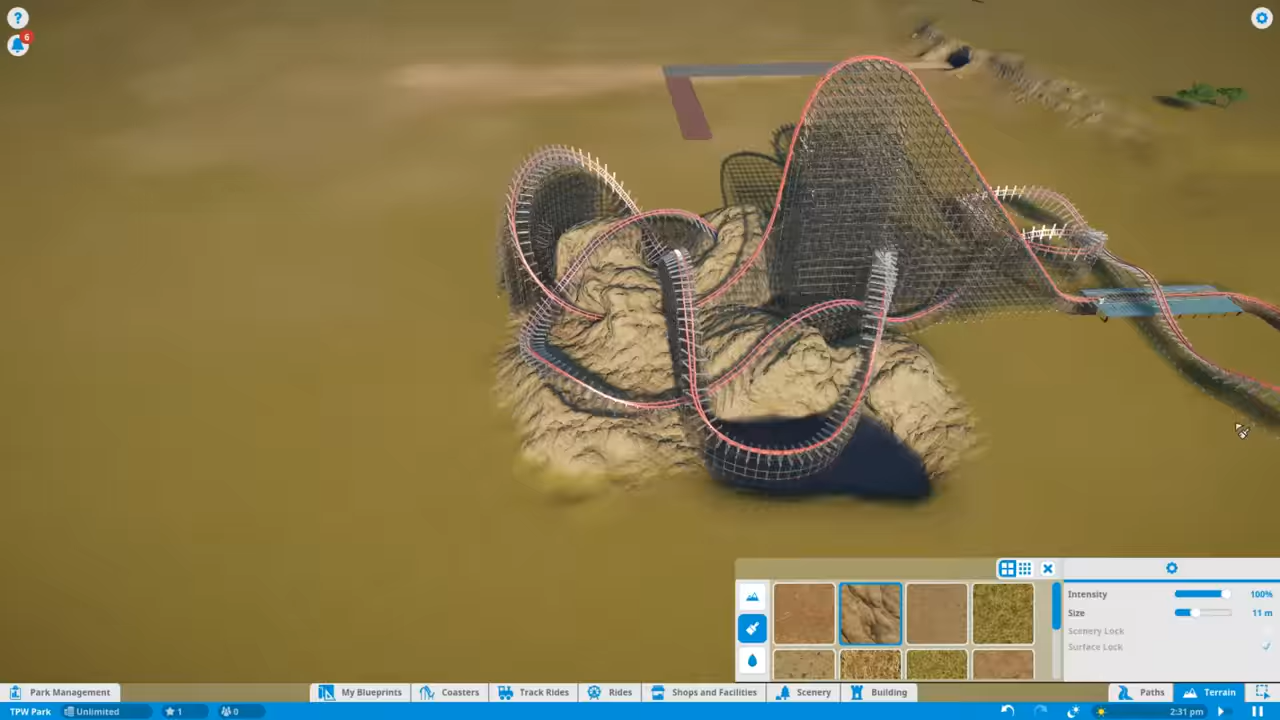 ?
6
Intensity 100%
Size 11 m
Scenery Lock
Surface Lock
Park Management My Blueprints Coasters Track Rides Rides Shops and Facilities Scenery Building Paths Terrain
TPW Park Unlimited 1 0 2:31 pm